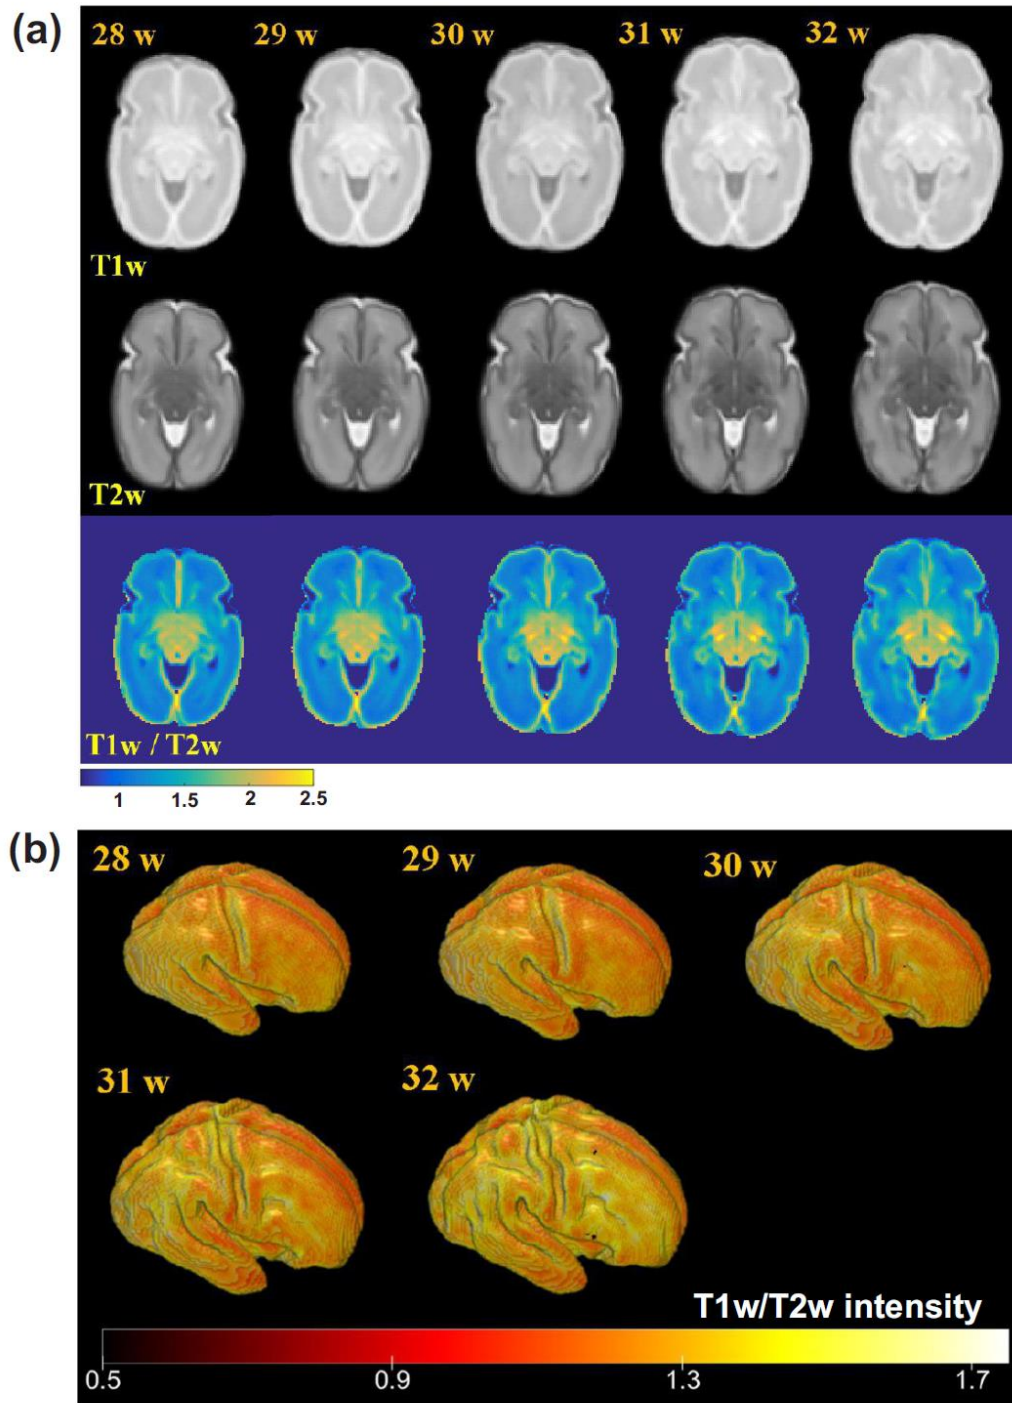 (a)
28 w 29 w 30 w 31 w 32 w
T1w
T2w
T1w / T2w
1 1.5 2 2.5
(b)
28 w 29 w 30 w
31 w 32 w
T1w/T2w intensity
0.5 0.9 1.3 1.7